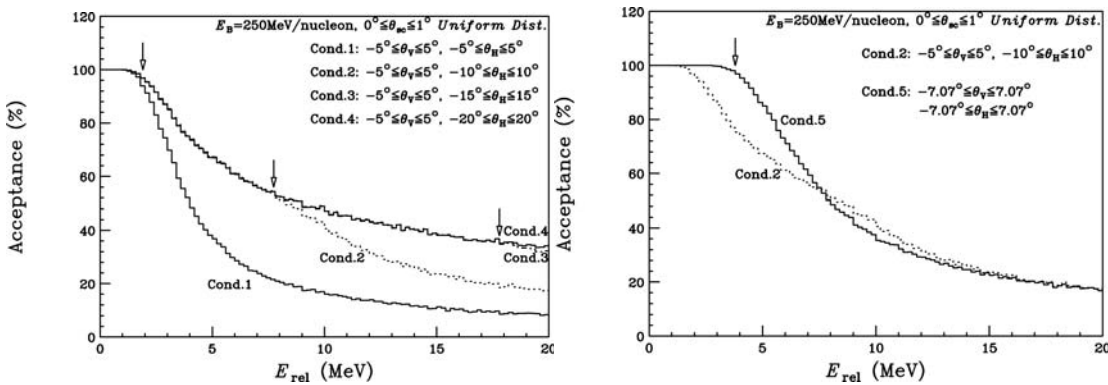 E_B=250MeV/nucleon, 0°≦θ_sc≦1° Uniform Dist.
Cond.1: −5°≦θ_V≦5°, −5°≦θ_H≦5°
Cond.2: −5°≦θ_V≦5°, −10°≦θ_H≦10°
Cond.3: −5°≦θ_V≦5°, −15°≦θ_H≦15°
Cond.4: −5°≦θ_V≦5°, −20°≦θ_H≦20°
120
100
80
60
40
20
0
Acceptance (%)
Cond.4
Cond.3
Cond.2
Cond.1
0 5 10 15 20
E_rel (MeV)
E_B=250MeV/nucleon, 0°≦θ_sc≦1° Uniform Dist.
Cond.2: −5°≦θ_V≦5°, −10°≦θ_H≦10°
Cond.5: −7.07°≦θ_V≦7.07°
−7.07°≦θ_H≦7.07°
120
100
80
60
40
20
0
Acceptance (%)
Cond.5
Cond.2
0 5 10 15 20
E_rel (MeV)